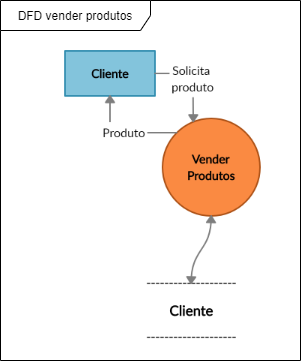 DFD vender produtos
Cliente
Solicita
produto
Produto
Vender
Produtos
Cliente